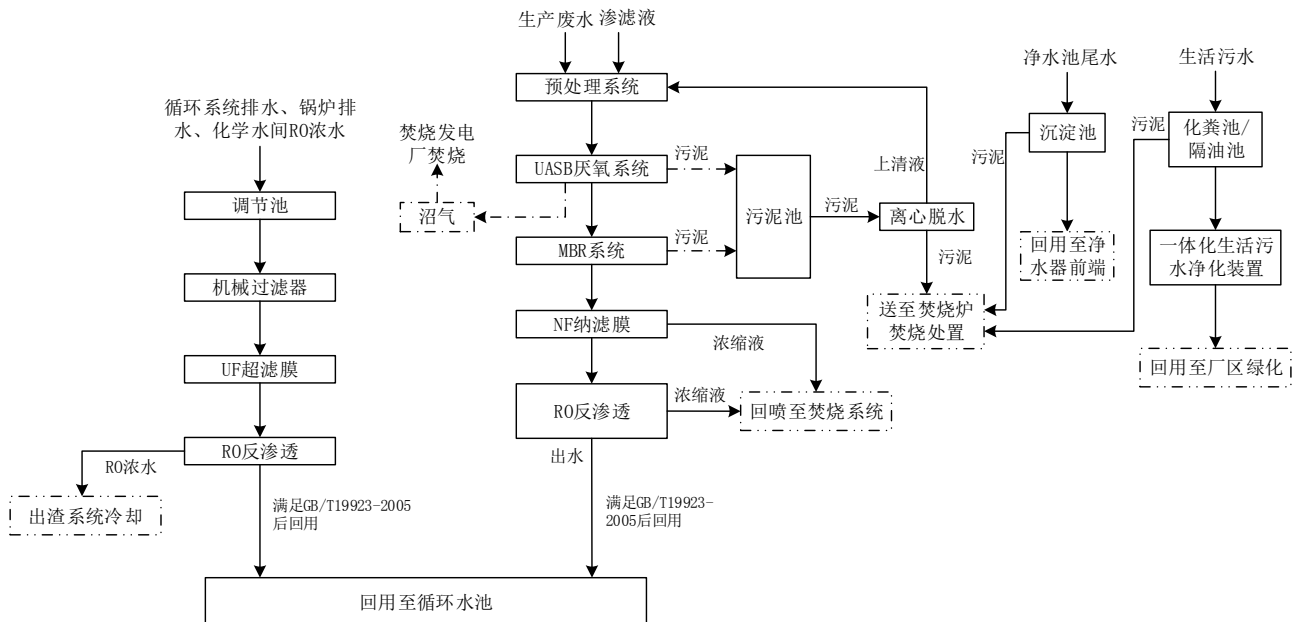 生产废水 渗滤液
预处理系统
循环系统排水、锅炉排
水、化学水间RO浓水
调节池
机械过滤器
UF超滤膜
RO反渗透
RO浓水
出渣系统冷却
满足GB/T19923-2005
后回用
焚烧发电
厂焚烧
沼气
UASB厌氧系统
污泥
MBR系统
污泥
NF纳滤膜
浓缩液
RO反渗透
浓缩液
回喷至焚烧系统
出水
满足GB/T19923-
2005后回用
回用至循环水池
污泥池
污泥
离心脱水
上清液
污泥
送至焚烧炉
焚烧处置
净水池尾水
沉淀池
污泥
回用至净
水器前端
生活污水
化粪池/
隔油池
污泥
一体化生活污
水净化装置
回用至厂区绿化